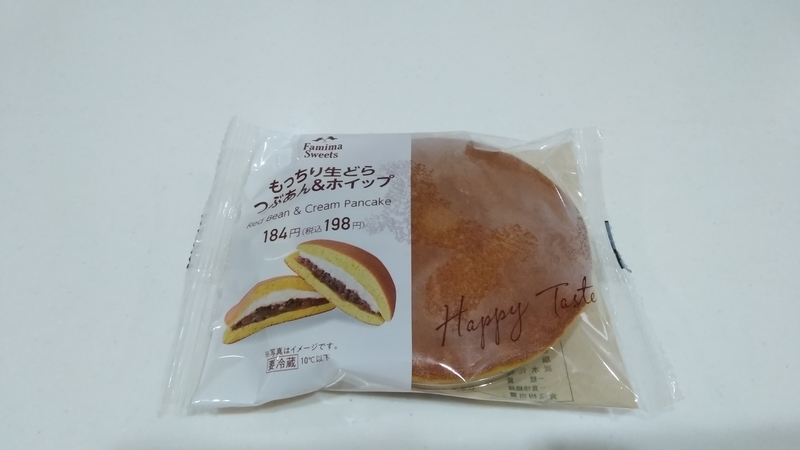 Famima
Sweets
もっちり生どら
つぶあん&ホイップ
Red Bean & Cream Pancake
184円(税込198円)
Happy Taste
※写真はイメージです。
要冷蔵 10℃以下